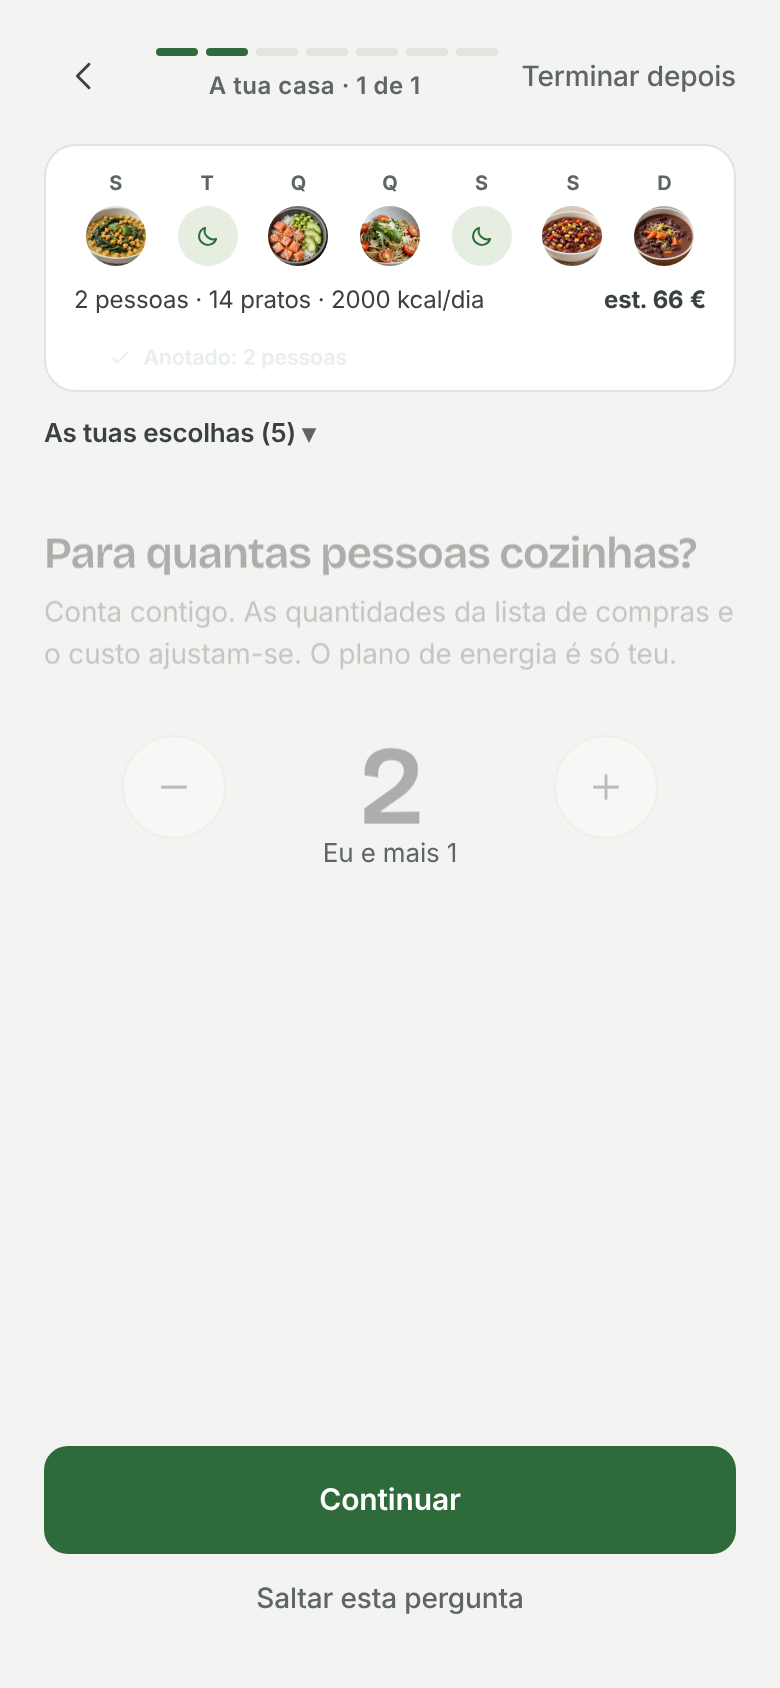 A tua casa · 1 de 1
Terminar depois
S T Q Q S S D
2 pessoas · 14 pratos · 2000 kcal/dia est. 66 €
Anotado: 2 pessoas
As tuas escolhas (5) ▾
Para quantas pessoas cozinhas?
Conta contigo. As quantidades da lista de compras e
o custo ajustam-se. O plano de energia é só teu.
2
Eu e mais 1
Continuar
Saltar esta pergunta